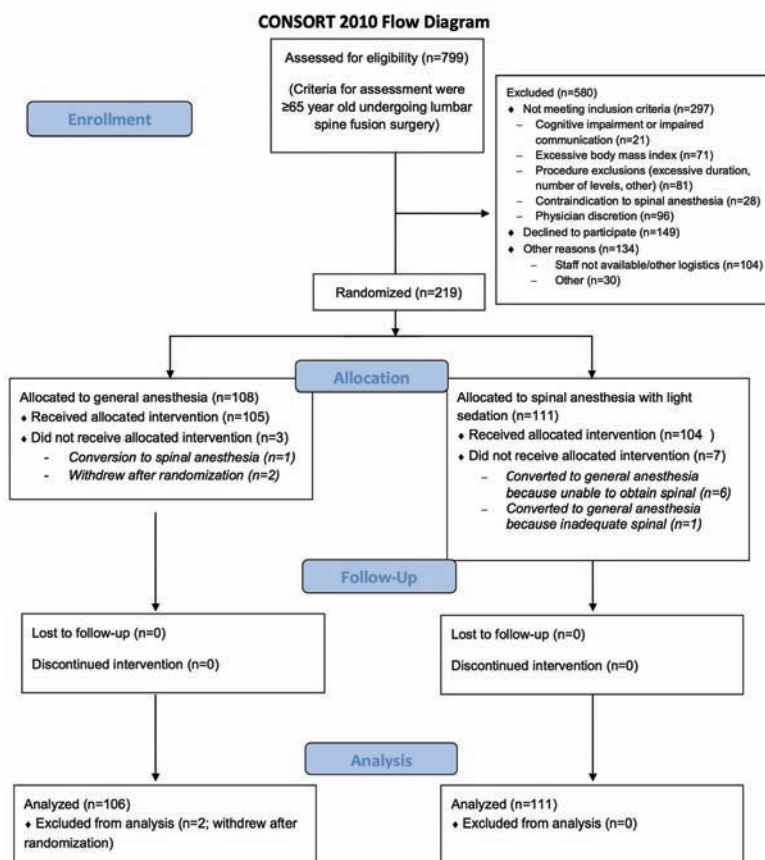 CONSORT 2010 Flow Diagram
Assessed for eligibility (n=799)
(Criteria for assessment were
≥65 year old undergoing lumbar
spine fusion surgery)
Enrollment
Excluded (n=580)
♦ Not meeting inclusion criteria (n=297)
– Cognitive impairment or impaired
communication (n=21)
– Excessive body mass index (n=71)
– Procedure exclusions (excessive duration,
number of levels, other) (n=81)
– Contraindication to spinal anesthesia (n=28)
– Physician discretion (n=96)
♦ Declined to participate (n=149)
♦ Other reasons (n=134)
– Staff not available/other logistics (n=104)
– Other (n=30)
Randomized (n=219)
Allocation
Allocated to general anesthesia (n=108)
♦ Received allocated intervention (n=105)
♦ Did not receive allocated intervention (n=3)
- Conversion to spinal anesthesia (n=1)
- Withdrew after randomization (n=2)
Allocated to spinal anesthesia with light
sedation (n=111)
♦ Received allocated intervention (n=104 )
♦ Did not receive allocated intervention (n=7)
– Converted to general anesthesia
because unable to obtain spinal (n=6)
– Converted to general anesthesia
because inadequate spinal (n=1)
Follow-Up
Lost to follow-up (n=0)
Discontinued intervention (n=0)
Lost to follow-up (n=0)
Discontinued intervention (n=0)
Analysis
Analyzed (n=106)
♦ Excluded from analysis (n=2; withdrew after
randomization)
Analyzed (n=111)
♦ Excluded from analysis (n=0)